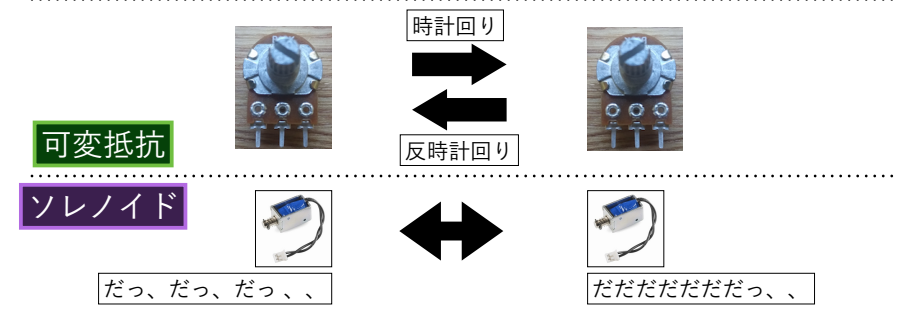 時計回り
反時計回り
可変抵抗
ソレノイド
だっ、だっ、だっ 、、
だだだだだだだっ、、